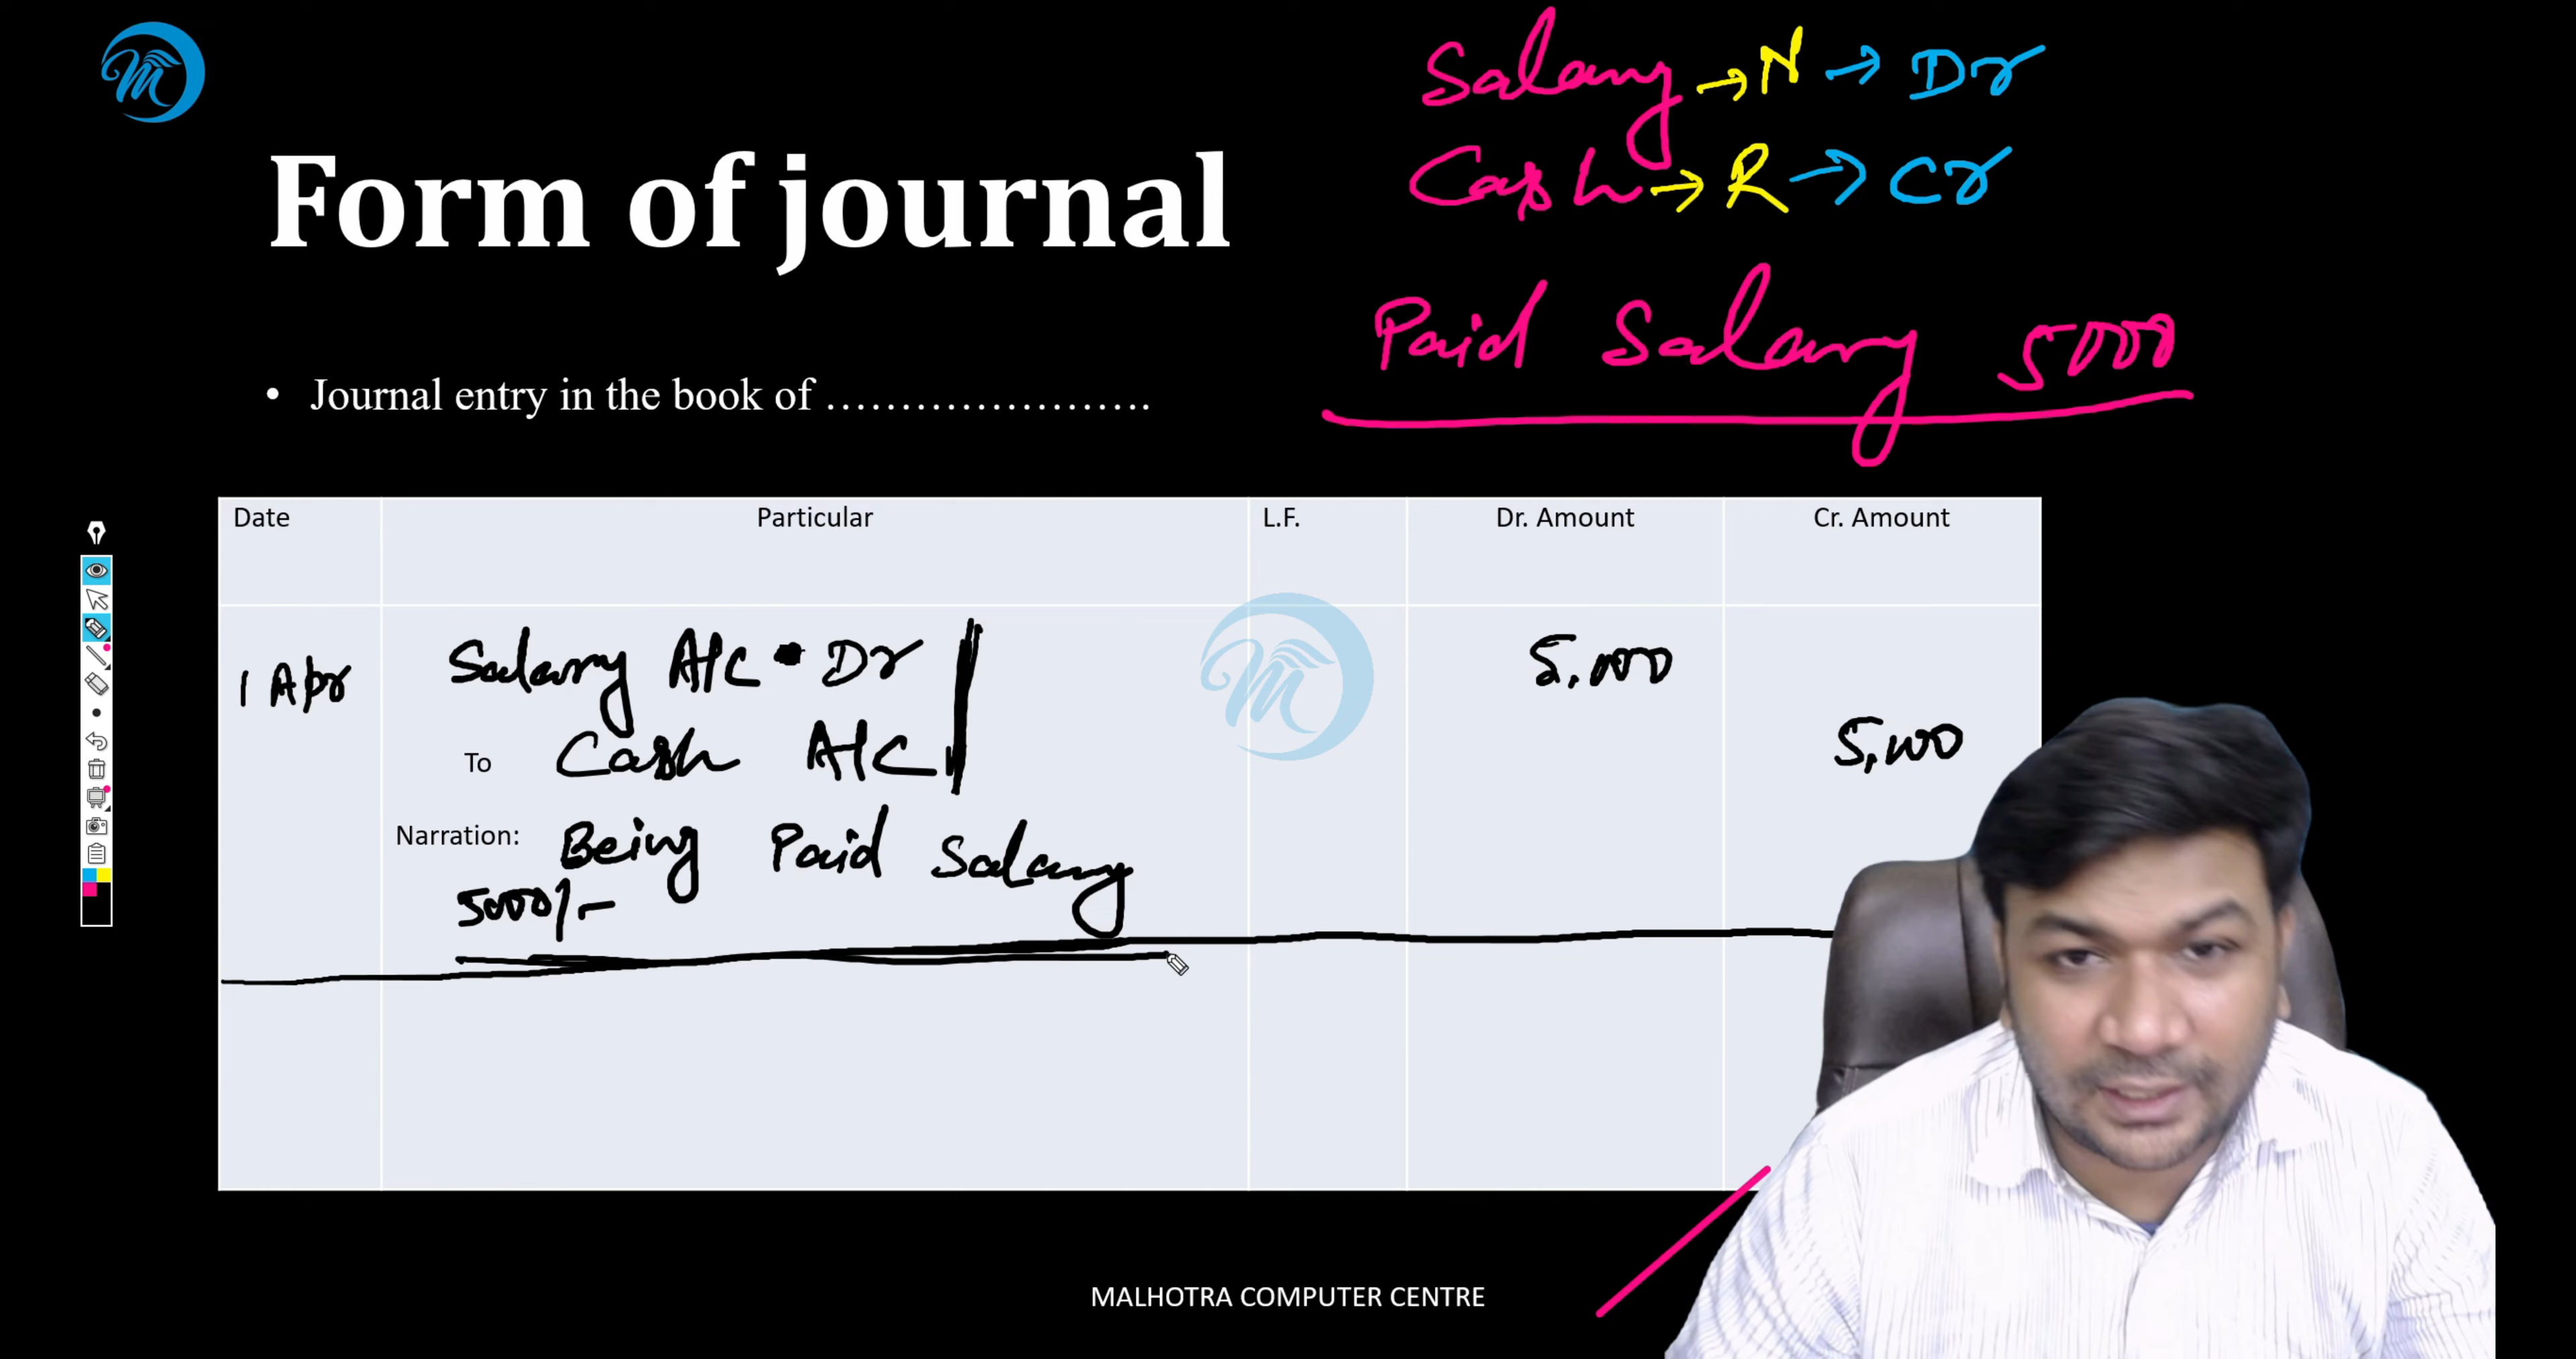 Salary → N → Dr
Cash → R → Cr
Form of journal
Paid Salary 5000
• Journal entry in the book of ......................
Date Particular L.F. Dr. Amount Cr. Amount
1 Apr Salary A/C Dr 5,000
To Cash A/C 5,000
Narration: Being Paid Salary
5000/-
MALHOTRA COMPUTER CENTRE